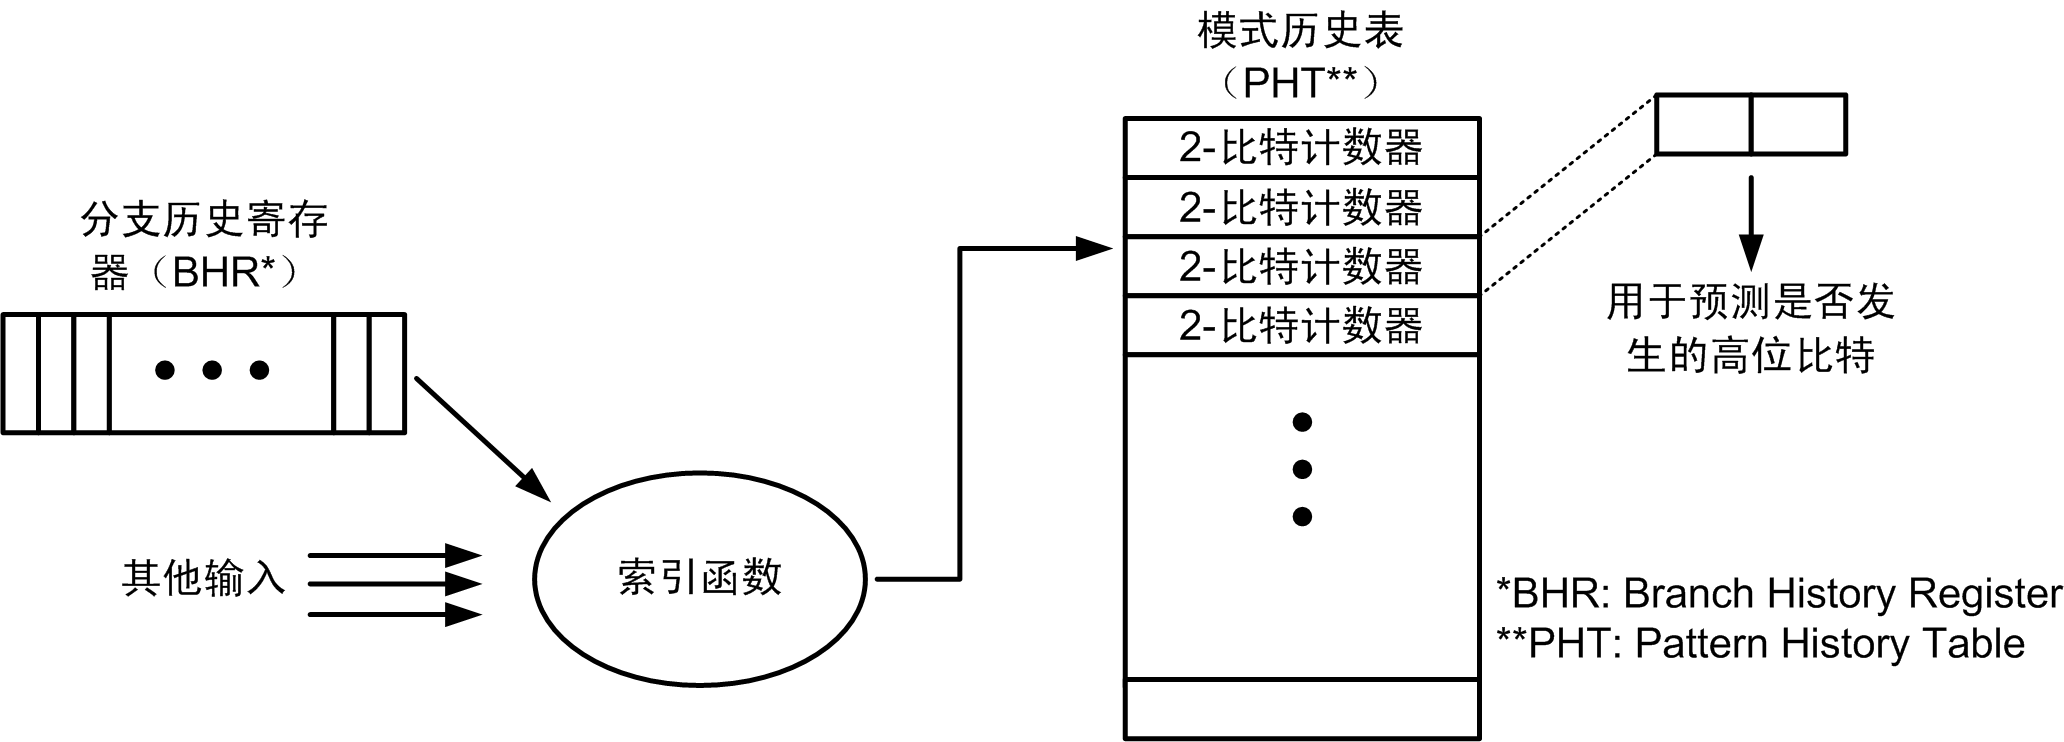 模式历史表
（PHT**）
2-比特计数器
2-比特计数器
2-比特计数器
2-比特计数器
用于预测是否发
生的高位比特
分支历史寄存
器（BHR*）
其他输入
索引函数
*BHR: Branch History Register
**PHT: Pattern History Table